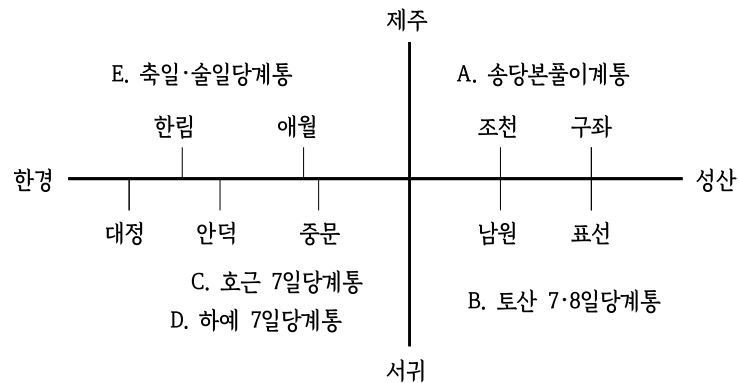 제주
E. 축일·술일당계통
A. 송당본풀이계통
한림
애월
조천
구좌
한경
성산
대정
안덕
중문
남원
표선
C. 호근 7일당계통
D. 하예 7일당계통
B. 토산 7·8일당계통
서귀